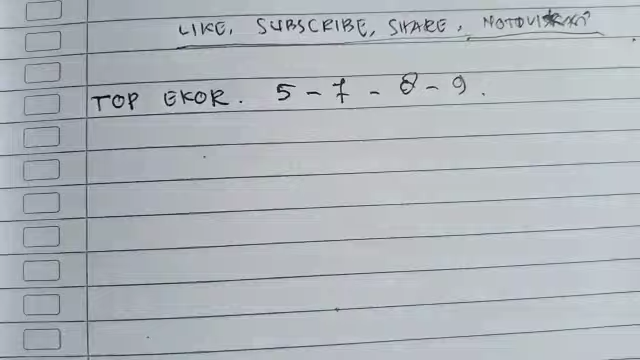 LIKE, SUBSCRIBE, SHARE,
TOP EKOR. 5 - 7 - 8 - 9.